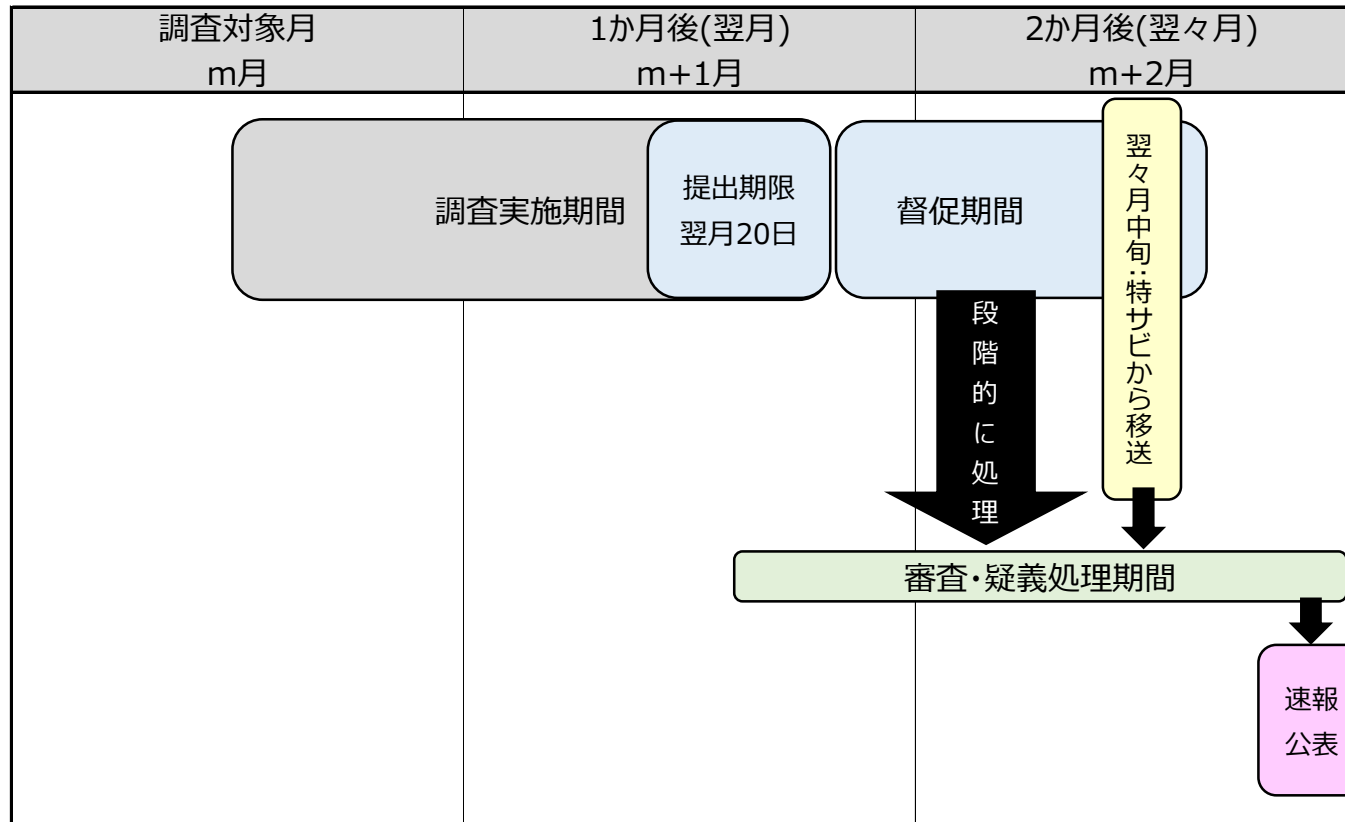 調査対象月
m月
1か月後(翌月)
m+1月
2か月後(翌々月)
m+2月
調査実施期間
提出期限
翌月20日
督促期間
翌々月中旬：特サビから移送
段階的に処理
審査・疑義処理期間
速報
公表